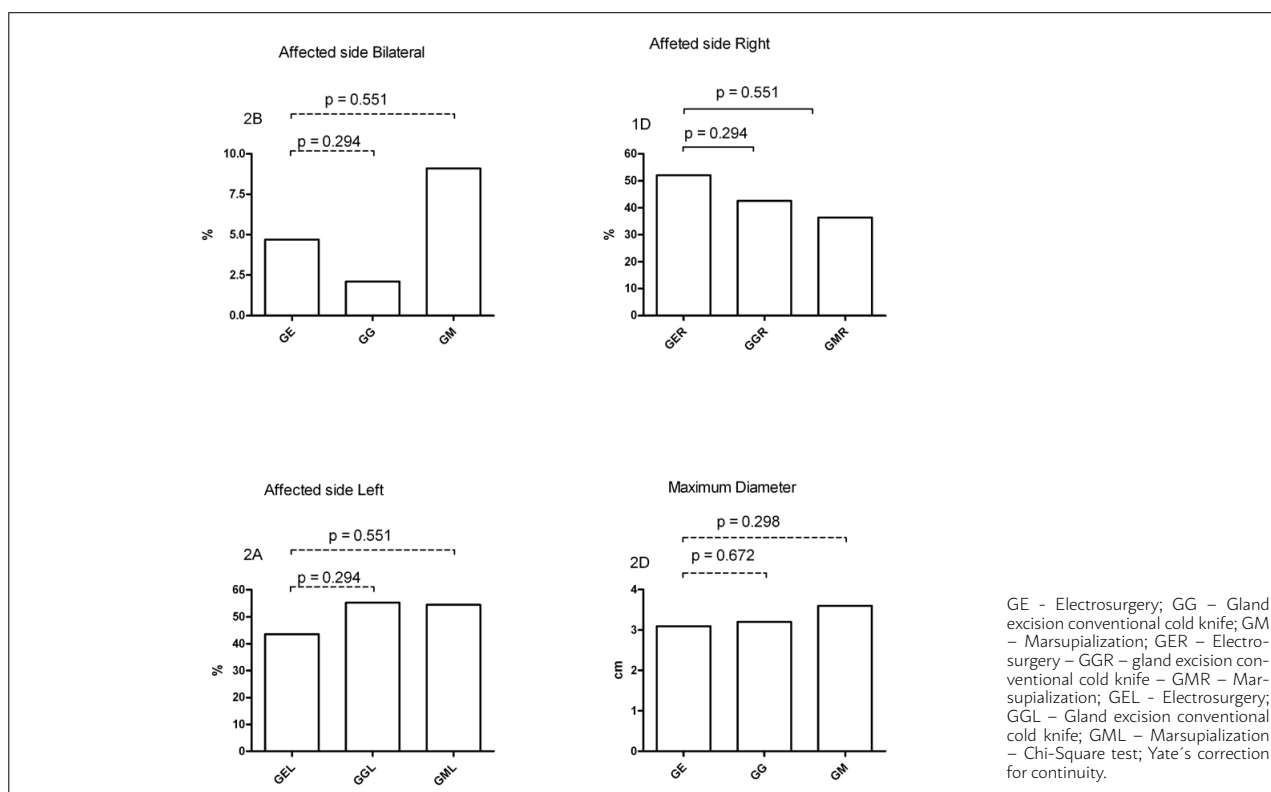 Affected side Bilateral
p = 0.551
2B
p = 0.294
10.0
7.5
5.0
2.5
0.0
%
GE
GG
GM
Affeted side Right
p = 0.551
1D
p = 0.294
60
50
40
30
20
10
0
%
GER
GGR
GMR
Affected side Left
p = 0.551
2A
p = 0.294
60
50
40
30
20
10
0
%
GEL
GGL
GML
Maximum Diameter
p = 0.298
2D
p = 0.672
4
3
2
1
0
cm
GE
GG
GM
GE - Electrosurgery; GG – Gland
excision conventional cold knife; GM
– Marsupialization; GER – Electro-
surgery – GGR – gland excision con-
ventional cold knife – GMR – Mar-
supialization; GEL - Electrosurgery;
GGL – Gland excision conventional
cold knife; GML – Marsupialization
– Chi-Square test; Yate´s correction
for continuity.